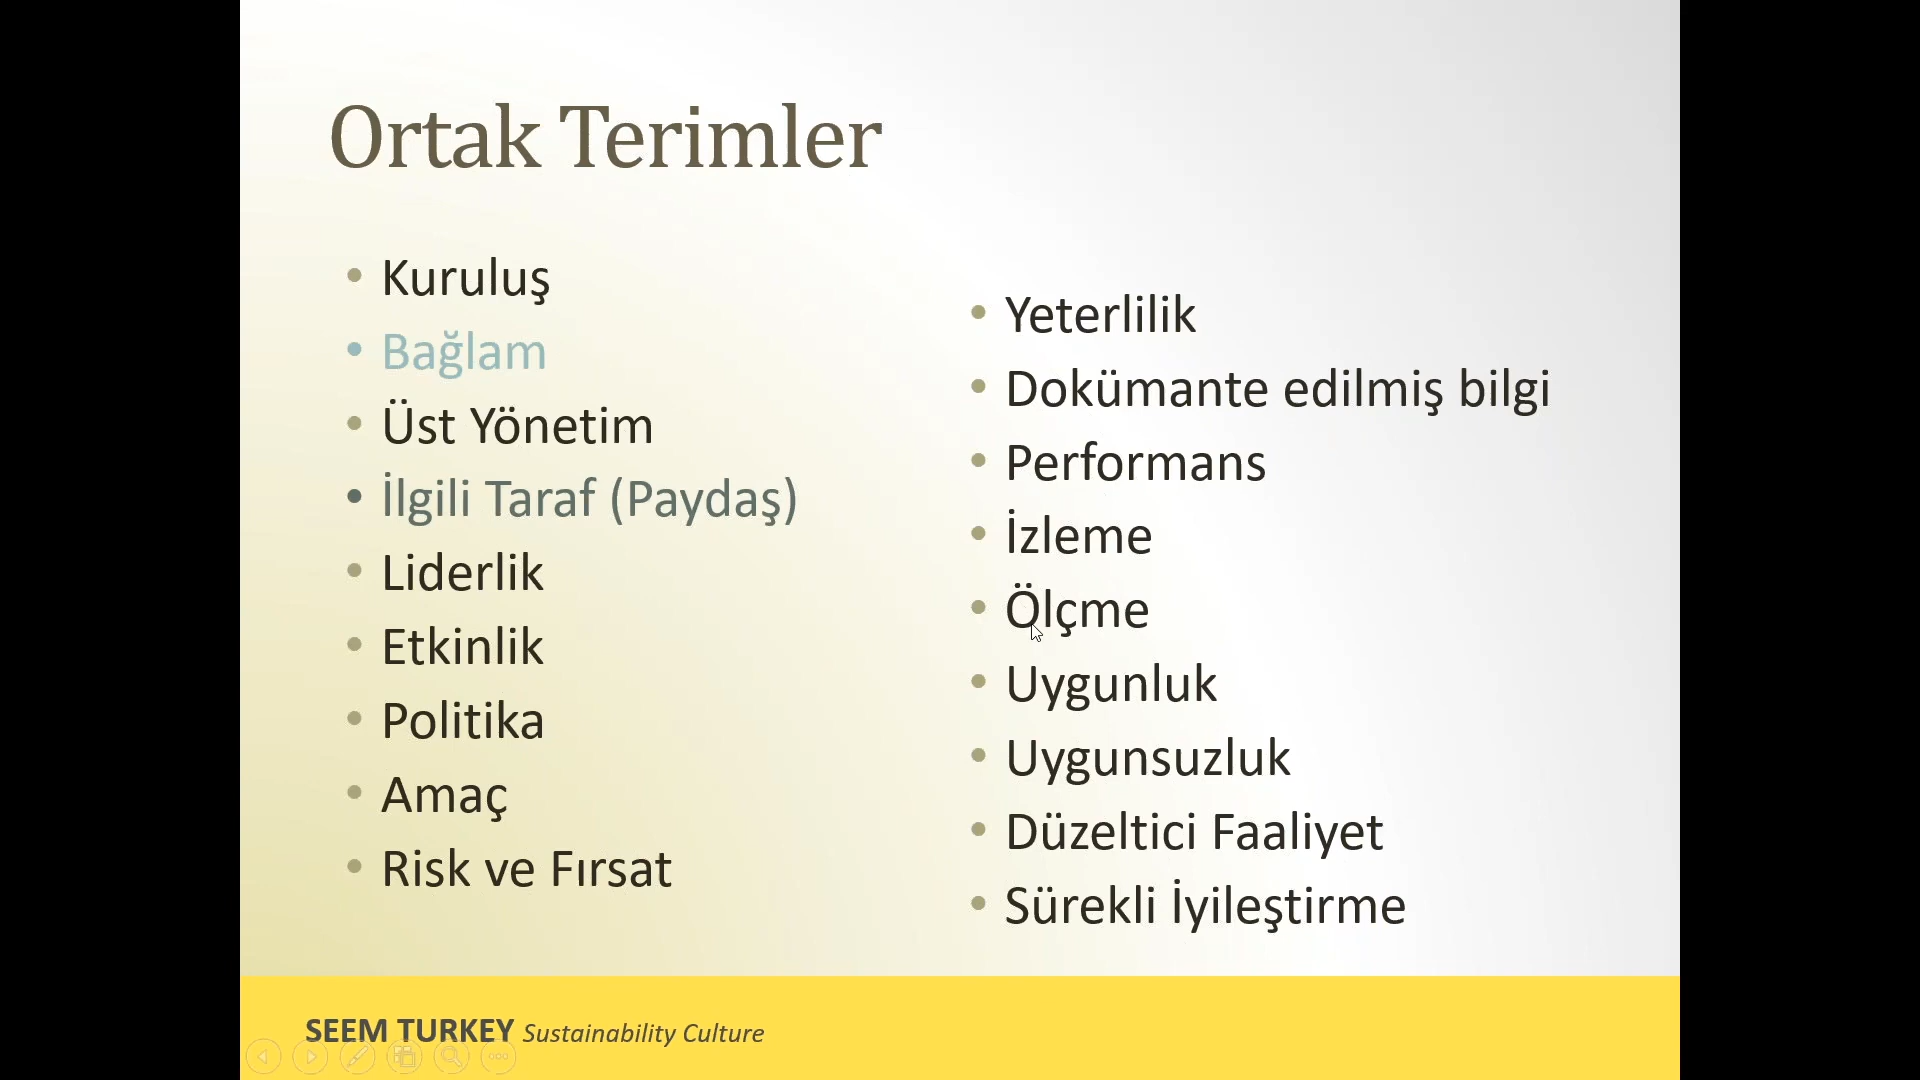 Ortak Terimler
Kuruluş
Bağlam
Üst Yönetim
İlgili Taraf (Paydaş)
Liderlik
Etkinlik
Politika
Amaç
Risk ve Fırsat
Yeterlilik
Dokümante edilmiş bilgi
Performans
İzleme
Ölçme
Uygunluk
Uygunsuzluk
Düzeltici Faaliyet
Sürekli İyileştirme
SEEM TURKEY Sustainability Culture